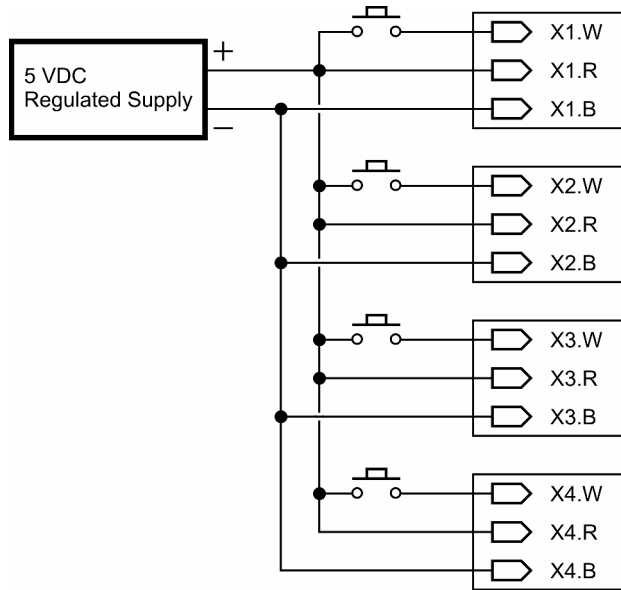 +
5 VDC
Regulated Supply
–
X1.W
X1.R
X1.B
X2.W
X2.R
X2.B
X3.W
X3.R
X3.B
X4.W
X4.R
X4.B